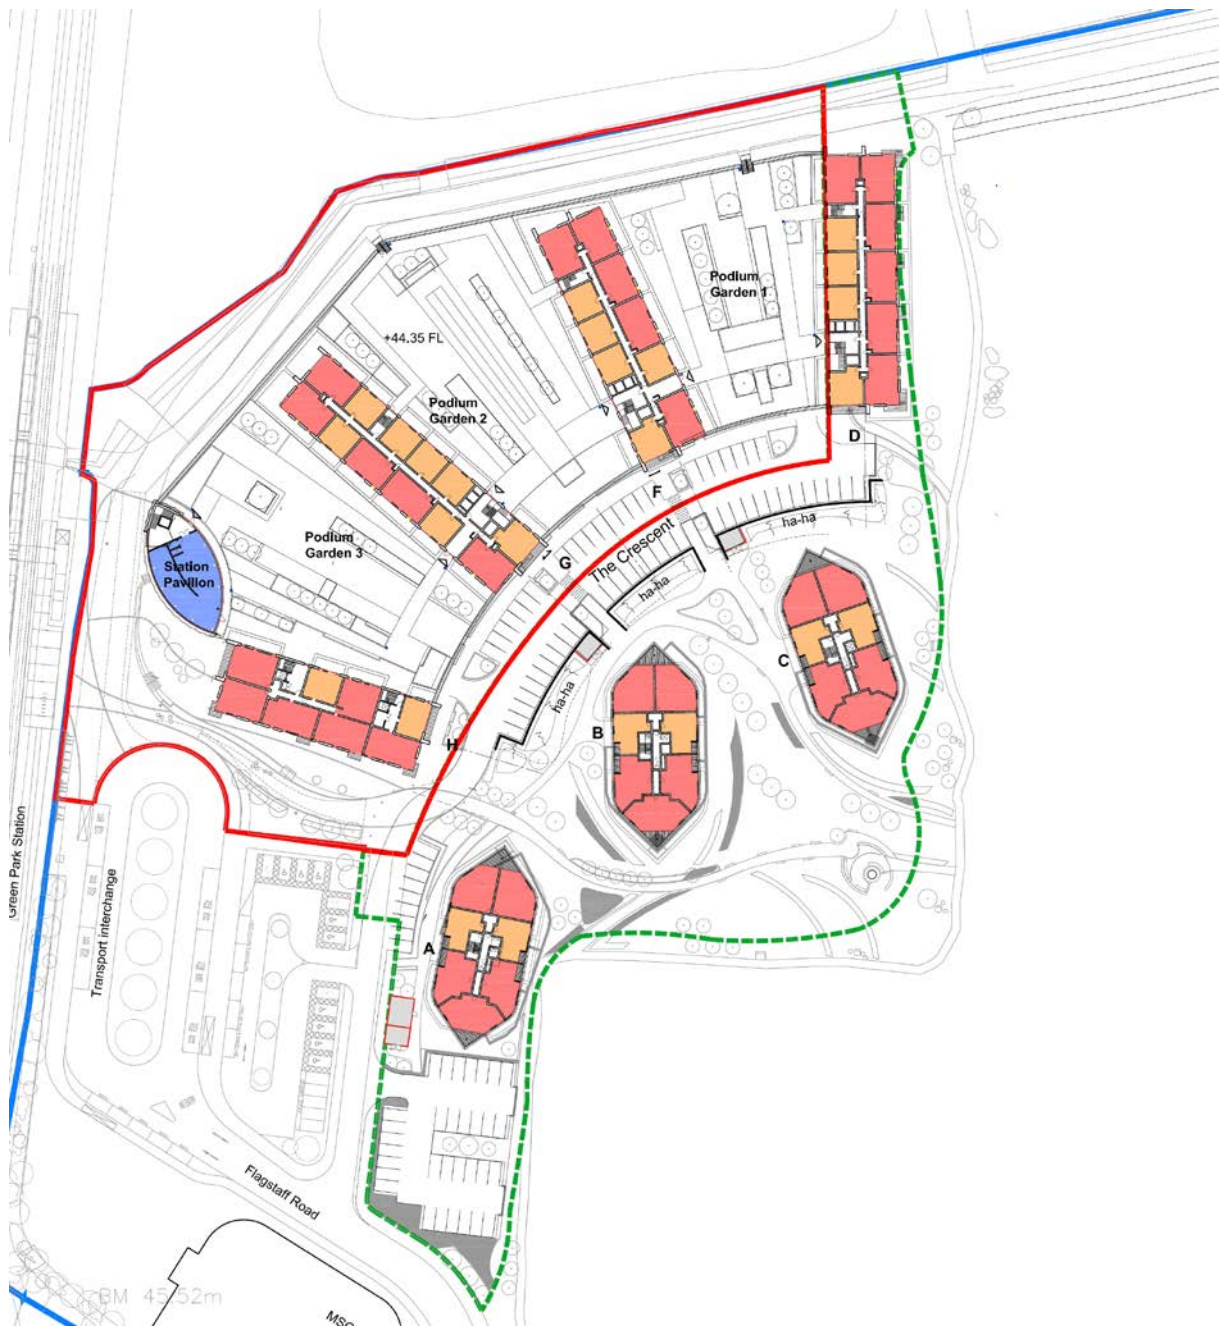 Podium
Garden 1
+44.35 FL
Podium
Garden 2
D
F
ha-ha
The Crescent
G
Podium
Garden 3
Station
Pavilion
ha-ha
C
ha-ha
B
H
Green Park Station
Transport interchange
A
Flagstaff Road
BM 45.52m